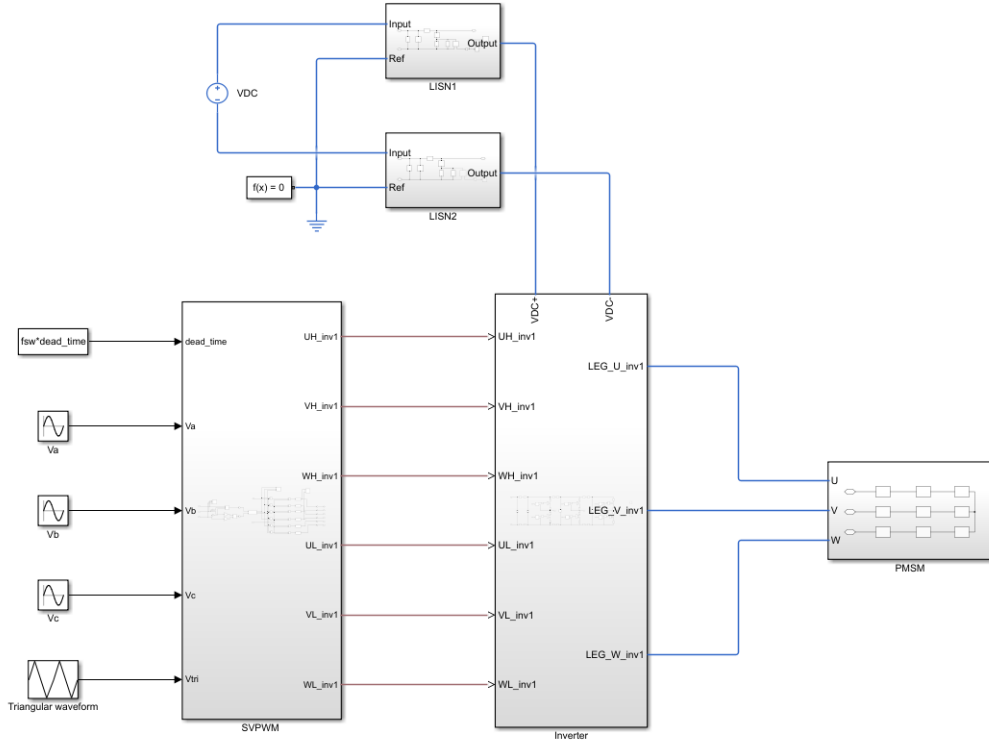 Input
Output
Ref
LISN1
VDC
Input
Output
Ref
LISN2
f(x) = 0
VDC+
VDC-
fsw*dead_time
dead_time
UH_inv1
UH_inv1
LEG_U_inv1
VH_inv1
VH_inv1
Va
Va
WH_inv1
WH_inv1
U
Vb
Vb
LEG_V_inv1
V
UL_inv1
UL_inv1
W
PMSM
Vc
Vc
VL_inv1
VL_inv1
LEG_W_inv1
Vtri
WL_inv1
WL_inv1
Triangular waveform
SVPWM
Inverter